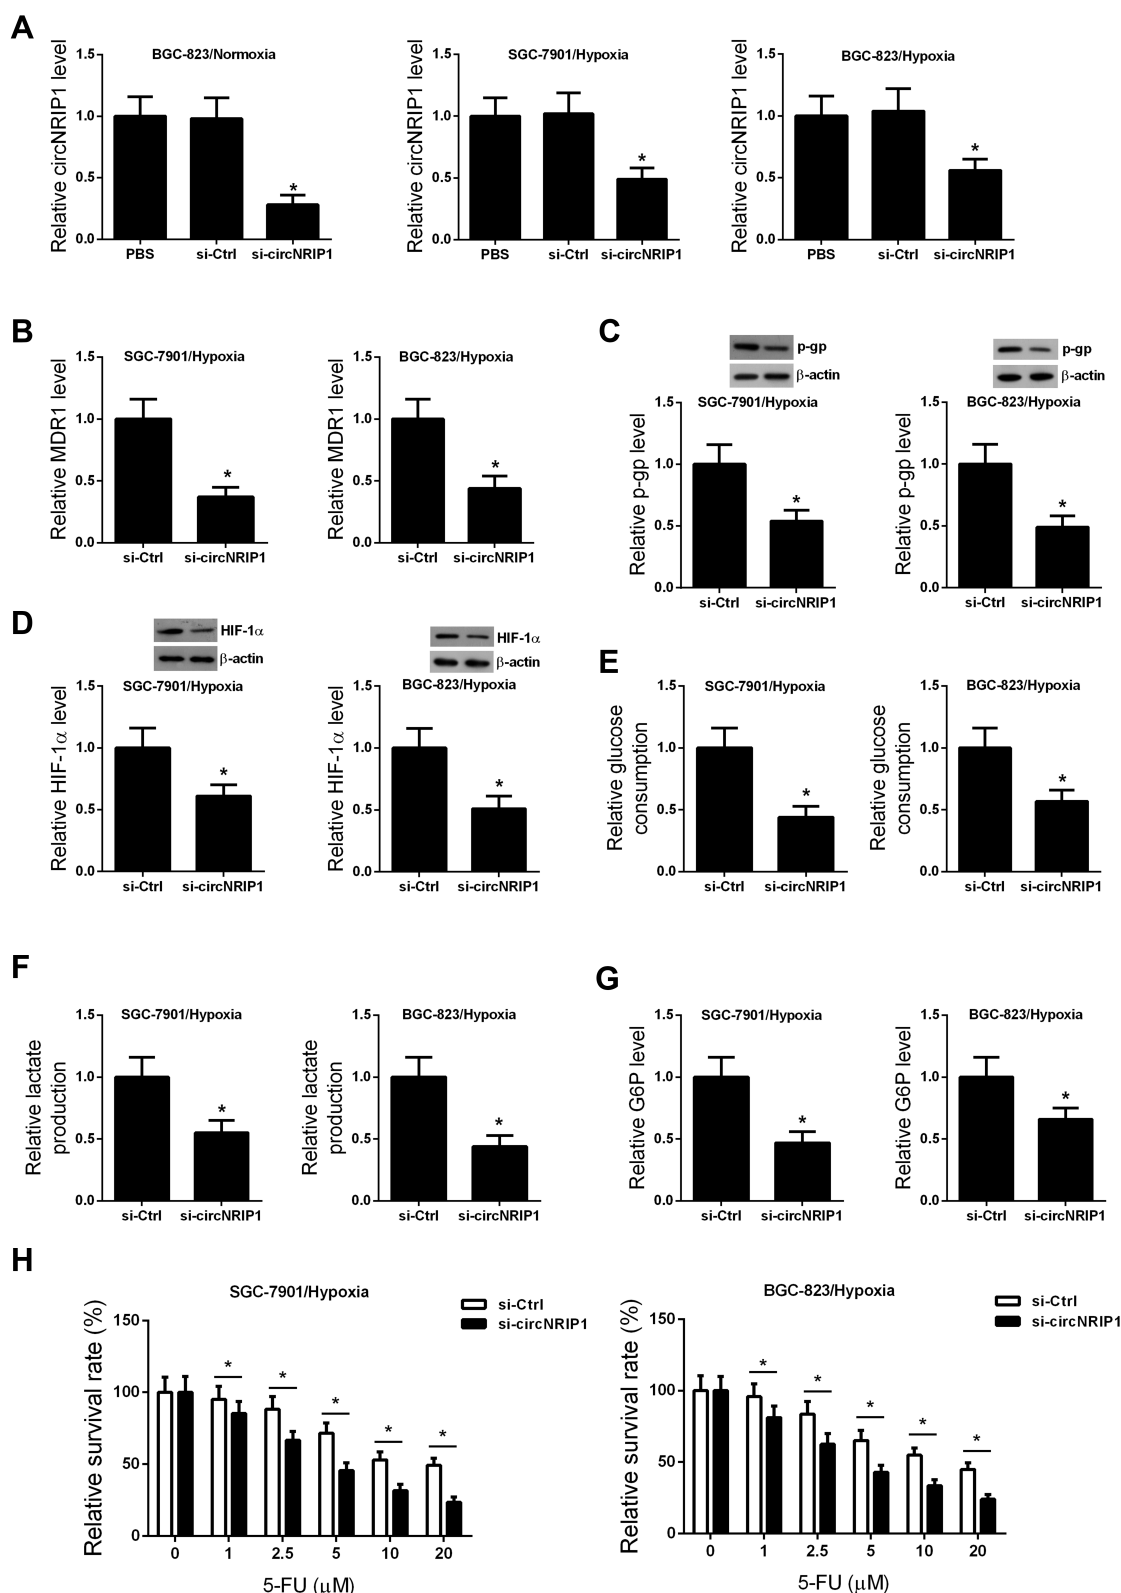 A
BGC-823/Normoxia
Relative circNRIP1 level
1.5
1.0
0.5
0.0
PBS si-Ctrl si-circNRIP1
*
SGC-7901/Hypoxia
Relative circNRIP1 level
1.5
1.0
0.5
0.0
PBS si-Ctrl si-circNRIP1
*
BGC-823/Hypoxia
Relative circNRIP1 level
1.5
1.0
0.5
0.0
PBS si-Ctrl si-circNRIP1
*
B
SGC-7901/Hypoxia
Relative MDR1 level
1.5
1.0
0.5
0.0
si-Ctrl si-circNRIP1
*
BGC-823/Hypoxia
Relative MDR1 level
1.5
1.0
0.5
0.0
si-Ctrl si-circNRIP1
*
C
p-gp
β-actin
SGC-7901/Hypoxia
Relative p-gp level
1.5
1.0
0.5
0.0
si-Ctrl si-circNRIP1
*
p-gp
β-actin
BGC-823/Hypoxia
Relative p-gp level
1.5
1.0
0.5
0.0
si-Ctrl si-circNRIP1
*
D
HIF-1α
β-actin
SGC-7901/Hypoxia
Relative HIF-1α level
1.5
1.0
0.5
0.0
si-Ctrl si-circNRIP1
*
HIF-1α
β-actin
BGC-823/Hypoxia
Relative HIF-1α level
1.5
1.0
0.5
0.0
si-Ctrl si-circNRIP1
*
E
SGC-7901/Hypoxia
Relative glucose
consumption
1.5
1.0
0.5
0.0
si-Ctrl si-circNRIP1
*
BGC-823/Hypoxia
Relative glucose
consumption
1.5
1.0
0.5
0.0
si-Ctrl si-circNRIP1
*
F
SGC-7901/Hypoxia
Relative lactate
production
1.5
1.0
0.5
0.0
si-Ctrl si-circNRIP1
*
BGC-823/Hypoxia
Relative lactate
production
1.5
1.0
0.5
0.0
si-Ctrl si-circNRIP1
*
G
SGC-7901/Hypoxia
Relative G6P level
1.5
1.0
0.5
0.0
si-Ctrl si-circNRIP1
*
BGC-823/Hypoxia
Relative G6P level
1.5
1.0
0.5
0.0
si-Ctrl si-circNRIP1
*
H
SGC-7901/Hypoxia
si-Ctrl
si-circNRIP1
Relative survival rate (%)
150
100
50
0
* * * * *
0 1 2.5 5 10 20
5-FU (μM)
BGC-823/Hypoxia
si-Ctrl
si-circNRIP1
Relative survival rate (%)
150
100
50
0
* * * * *
0 1 2.5 5 10 20
5-FU (μM)